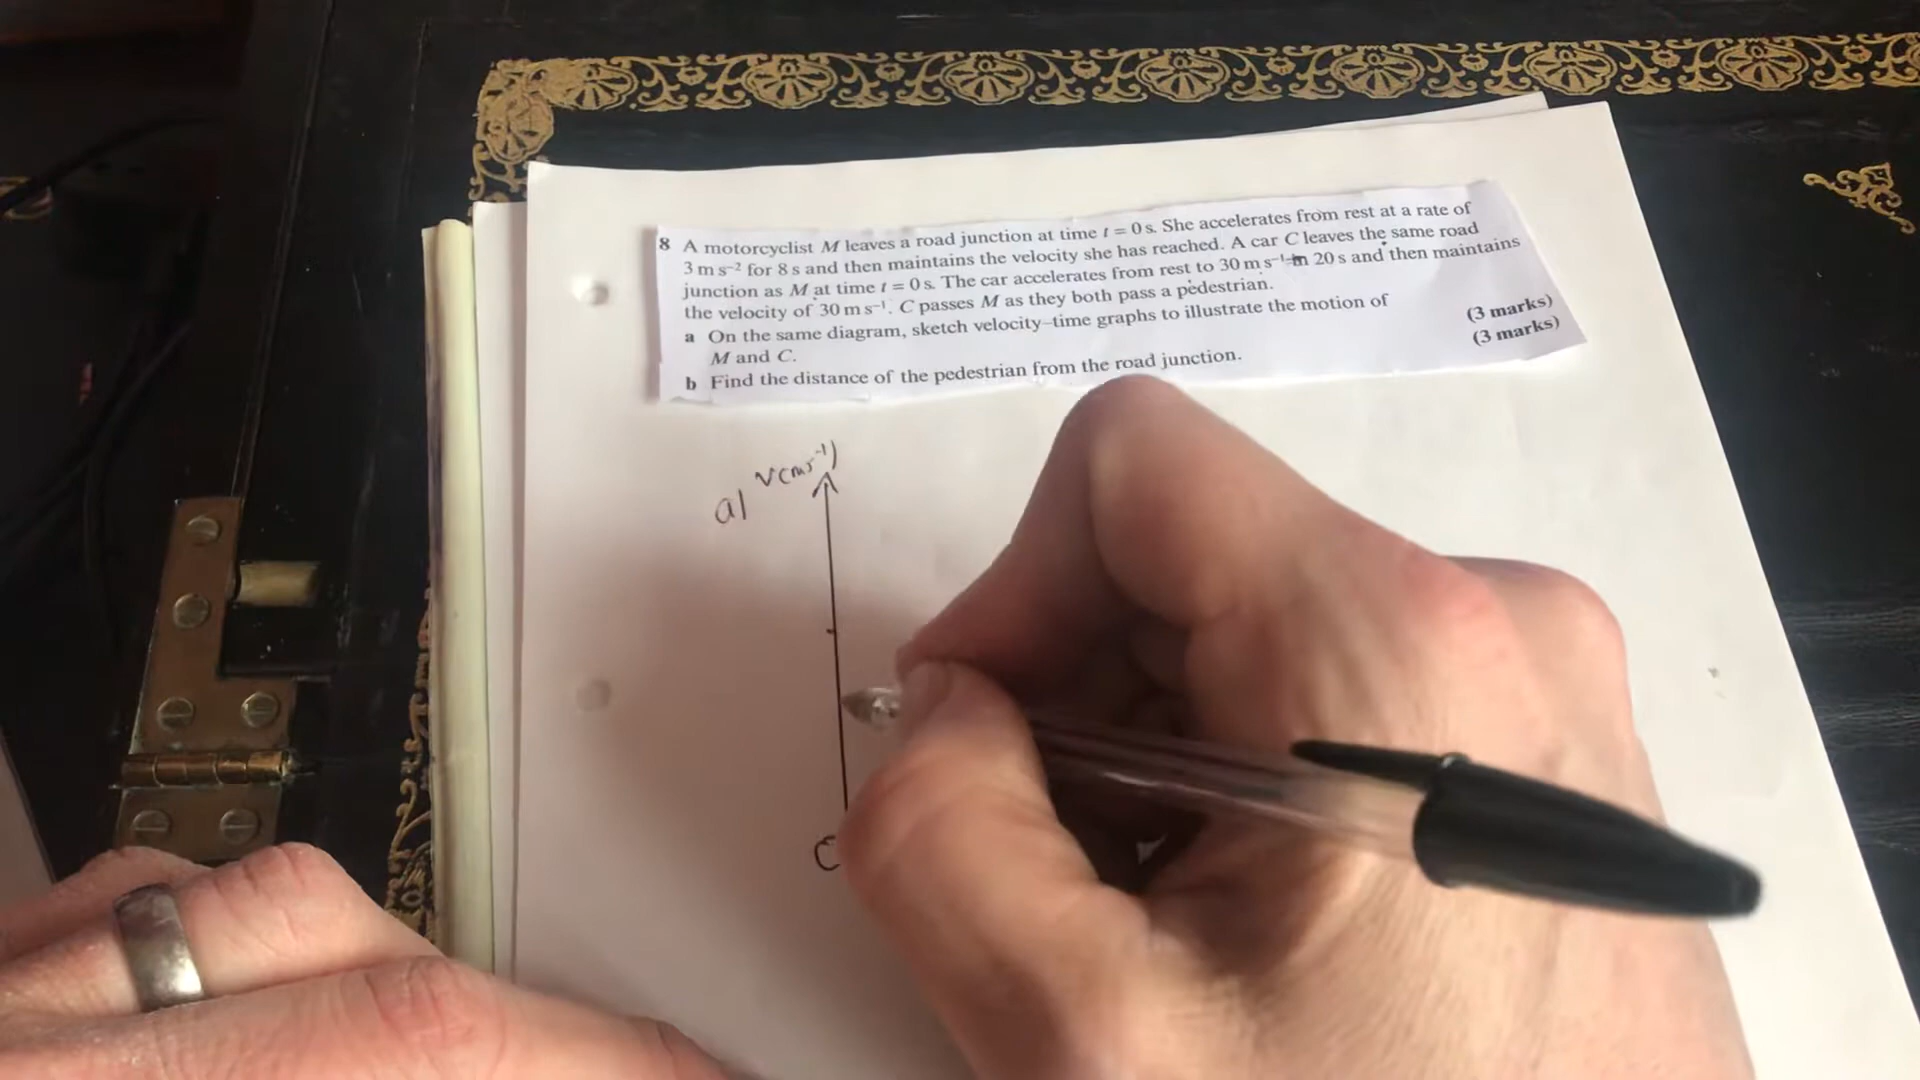 8 A motorcyclist M leaves a road junction at time t = 0 s. She accelerates from rest at a rate of
3 m s⁻² for 8 s and then maintains the velocity she has reached. A car C leaves the same road
junction as M at time t = 0 s. The car accelerates from rest to 30 m s⁻¹ in 20 s and then maintains
the velocity of 30 m s⁻¹. C passes M as they both pass a pedestrian.
a On the same diagram, sketch velocity–time graphs to illustrate the motion of
M and C. (3 marks)
b Find the distance of the pedestrian from the road junction. (3 marks)
a) v(ms⁻¹)